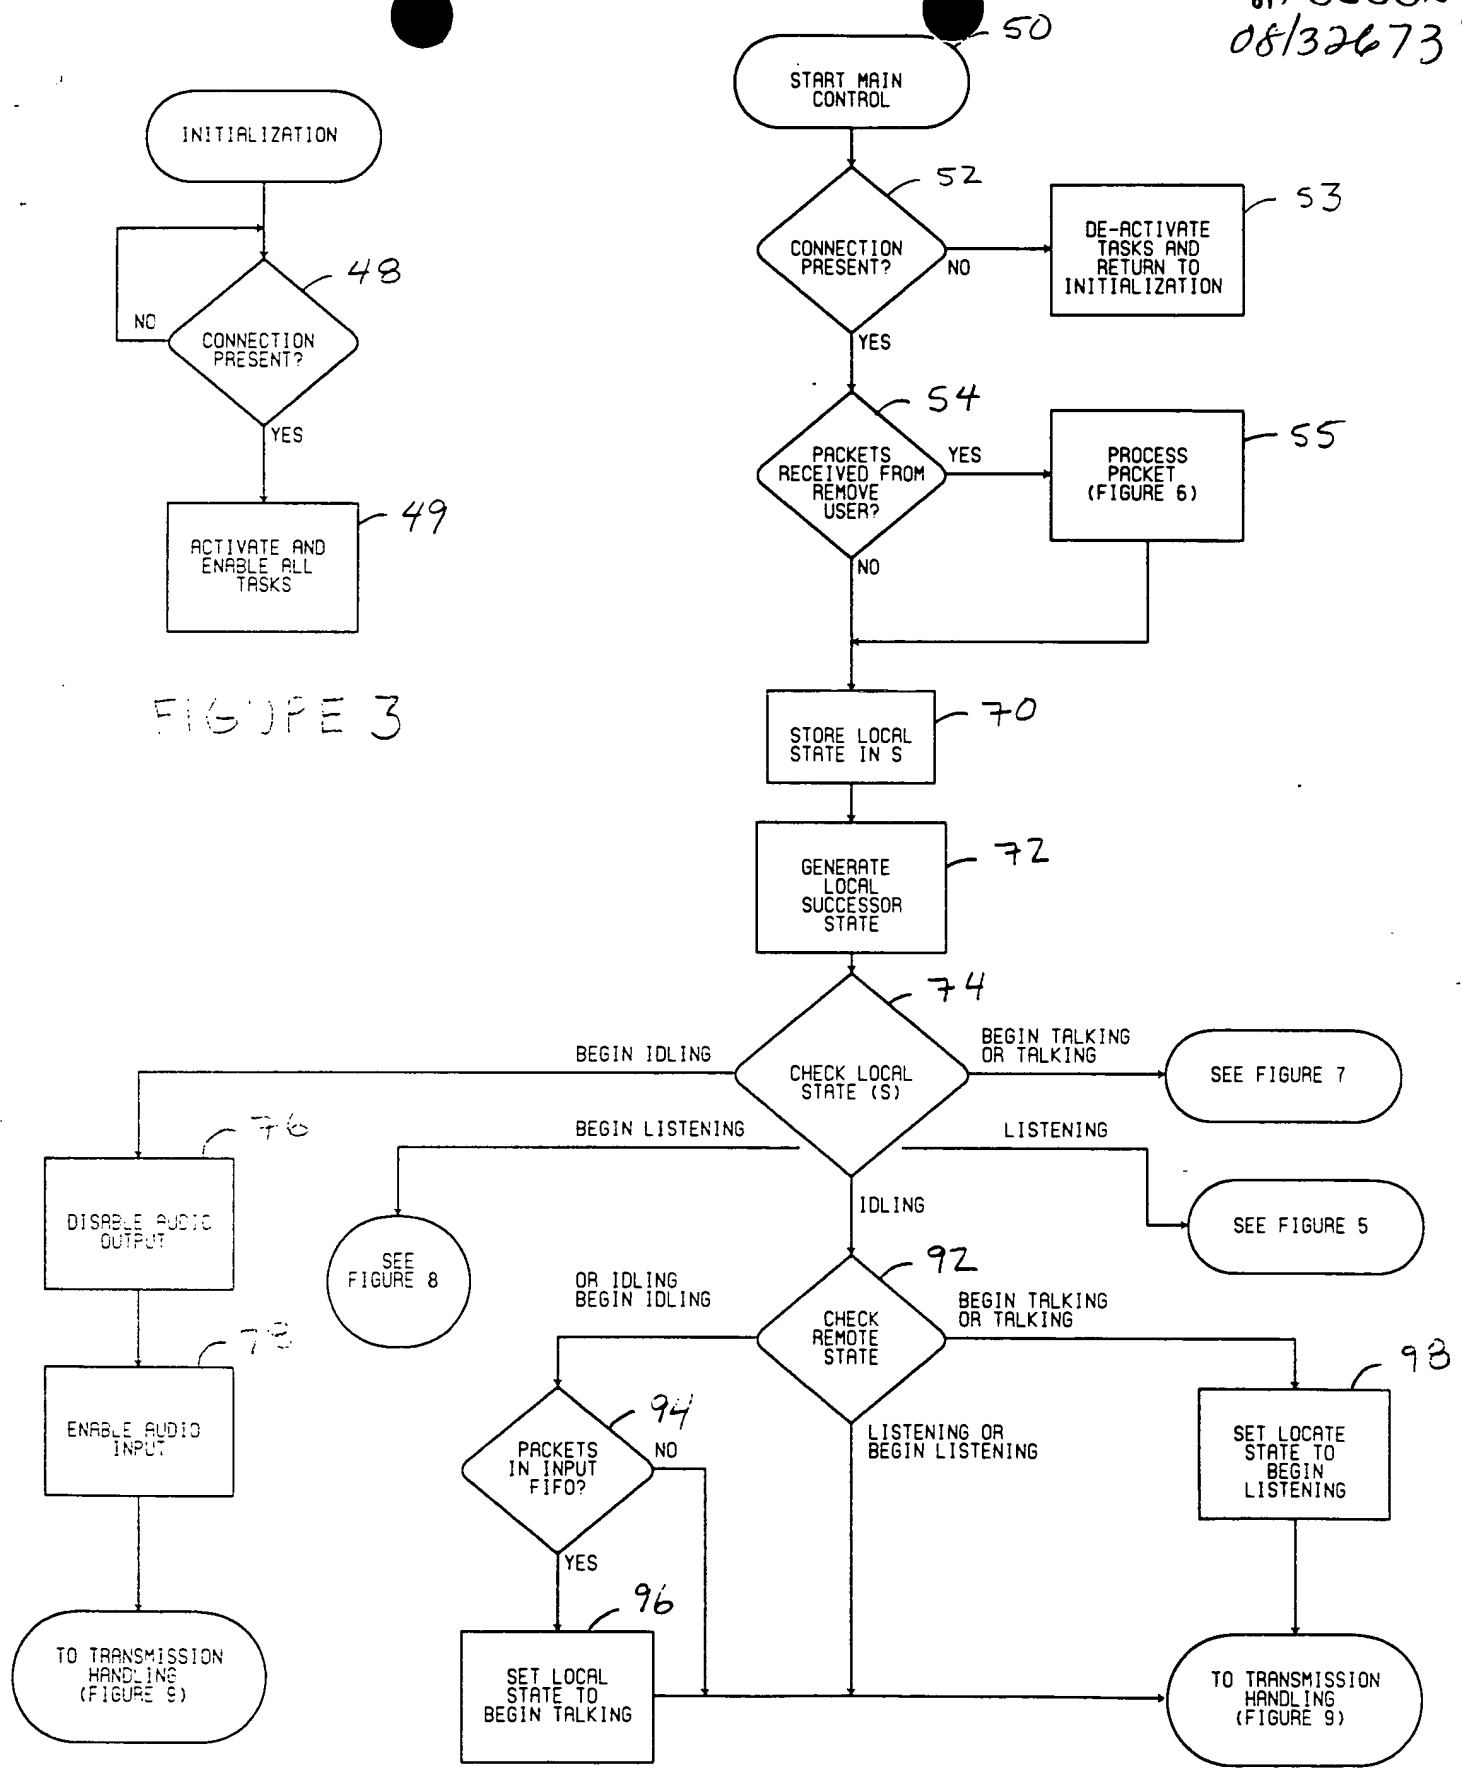 08/32673
50
START MAIN
CONTROL
INITIALIZATION
52
CONNECTION
PRESENT?
NO
53
DE-ACTIVATE
TASKS AND
RETURN TO
INITIALIZATION
48
CONNECTION
PRESENT?
NO
YES
YES
54
PACKETS
RECEIVED FROM
REMOVE
USER?
YES
NO
55
PROCESS
PACKET
(FIGURE 6)
49
ACTIVATE AND
ENABLE ALL
TASKS
FIGURE 3
70
STORE LOCAL
STATE IN S
72
GENERATE
LOCAL
SUCCESSOR
STATE
74
CHECK LOCAL
STATE (S)
BEGIN IDLING
BEGIN TALKING
OR TALKING
SEE FIGURE 7
BEGIN LISTENING
LISTENING
IDLING
SEE FIGURE 5
76
DISABLE AUDIO
OUTPUT
SEE
FIGURE 8
92
CHECK
REMOTE
STATE
OR IDLING
BEGIN IDLING
BEGIN TALKING
OR TALKING
LISTENING OR
BEGIN LISTENING
78
ENABLE AUDIO
INPUT
94
PACKETS
IN INPUT
FIFO?
NO
YES
98
SET LOCATE
STATE TO
BEGIN
LISTENING
96
SET LOCAL
STATE TO
BEGIN TALKING
TO TRANSMISSION
HANDLING
(FIGURE 9)
TO TRANSMISSION
HANDLING
(FIGURE 9)